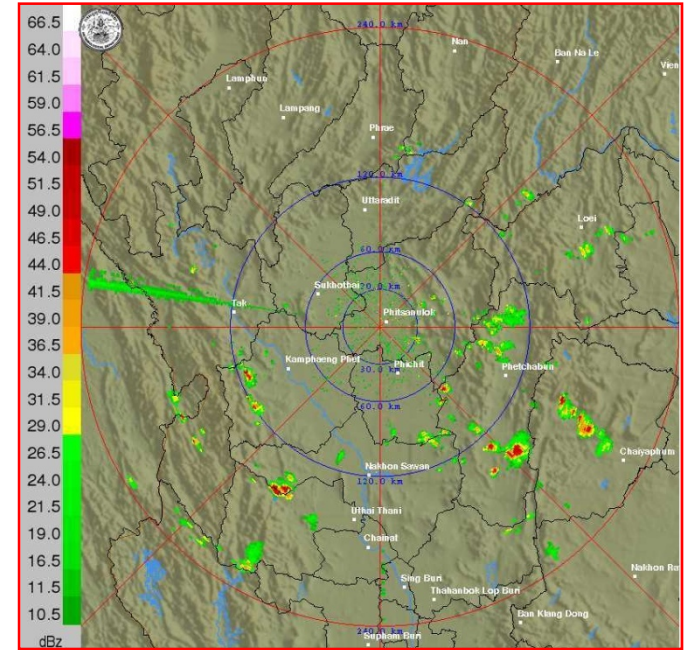 66.5
64.0
61.5
59.0
56.5
54.0
51.5
49.0
46.5
44.0
41.5
39.0
36.5
34.0
31.5
29.0
26.5
24.0
21.5
19.0
16.5
11.5
10.5
dBz
240.0 km
Nan
Ban Na Le
Vien
Lamphun
Lampang
Phrae
120.0 km
Uttaradit
Loei
60.0 km
Sukhothai
Tak
Phitsanulok
Kamphaeng Phet
Phichit
30.0 km
Phetchabun
60.0 km
Chaiyaphum
Nakhon Sawan
120.0 km
Uthai Thani
Chainat
Sing Buri
Thahanbok Lop Buri
Nakhon Ra
Ban Klang Dong
240.0 km
Suphan Buri